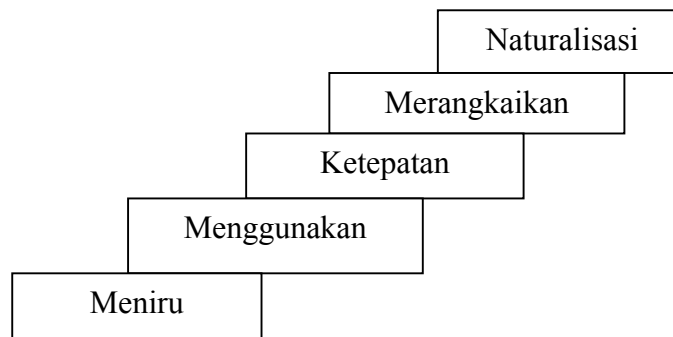 Naturalisasi
Merangkaikan
Ketepatan
Menggunakan
Meniru